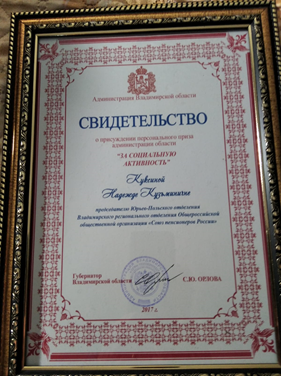 Администрация Владимирской области
СВИДЕТЕЛЬСТВО
о присуждении персонального приза
администрации области
"ЗА СОЦИАЛЬНУЮ
АКТИВНОСТЬ"
Надежде Кузьминичне
председателю Юрьев-Польского отделения
Владимирского регионального отделения Общероссийской
общественной организации «Союз пенсионеров России»
Губернатор
Владимирской области
С.Ю. ОРЛОВА
2017 г.